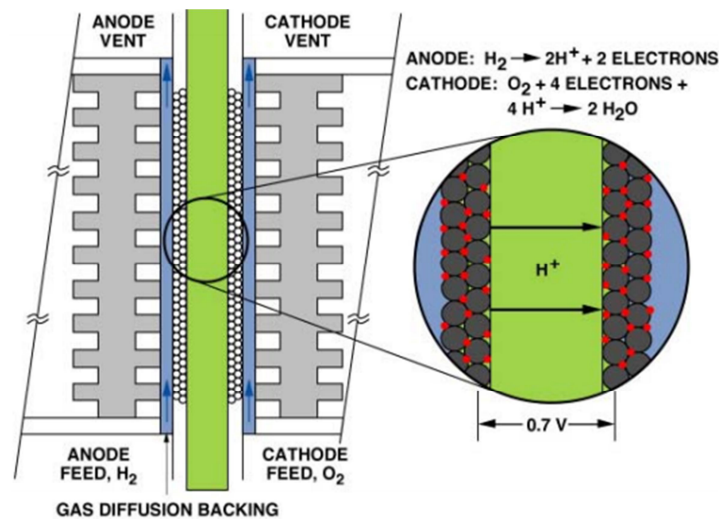 ANODE
VENT
CATHODE
VENT
ANODE: H₂ → 2H⁺ + 2 ELECTRONS
CATHODE: O₂ + 4 ELECTRONS +
4 H⁺ → 2 H₂O
H⁺
0.7 V
ANODE
FEED, H₂
CATHODE
FEED, O₂
GAS DIFFUSION BACKING